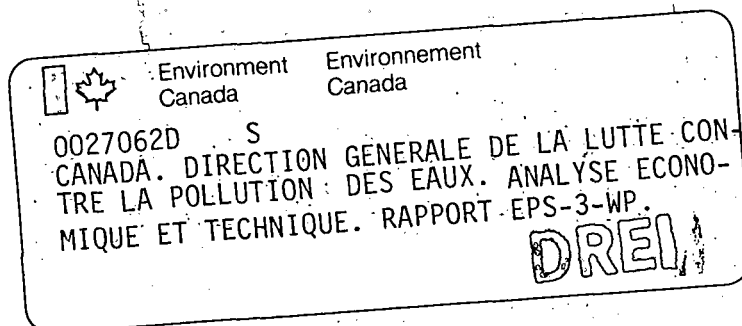 Environment Environnement
Canada Canada
0027062D S
CANADA. DIRECTION GENERALE DE LA LUTTE CON-
TRE LA POLLUTION DES EAUX. ANALYSE ECONO-
MIQUE ET TECHNIQUE. RAPPORT EPS-3-WP.
DREI